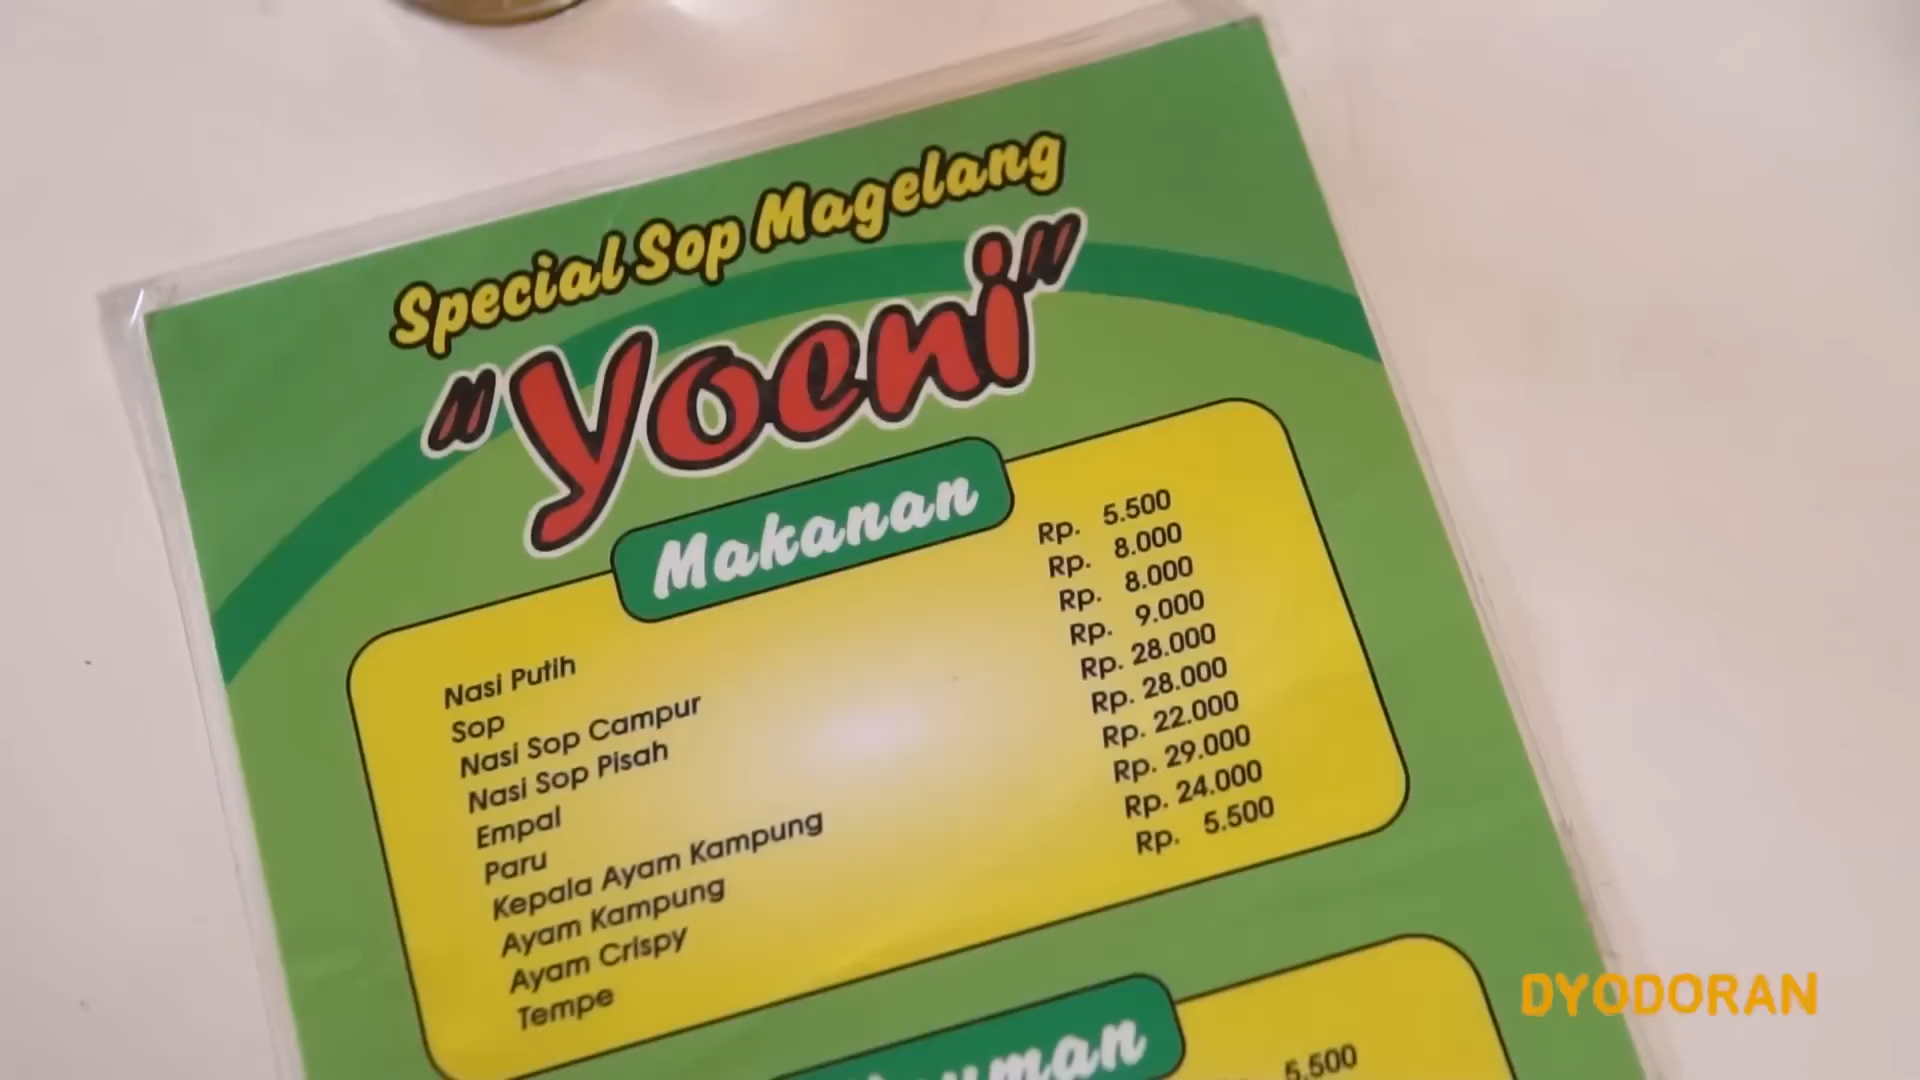 Special Sop Magelang
"Yoeni"
Makanan
Nasi Putih Rp. 5.500
Sop Rp. 8.000
Nasi Sop Campur Rp. 8.000
Nasi Sop Pisah Rp. 9.000
Empal Rp. 28.000
Paru Rp. 28.000
Kepala Ayam Kampung Rp. 22.000
Ayam Kampung Rp. 29.000
Ayam Crispy Rp. 24.000
Tempe Rp. 5.500
5.500
DYODORAN